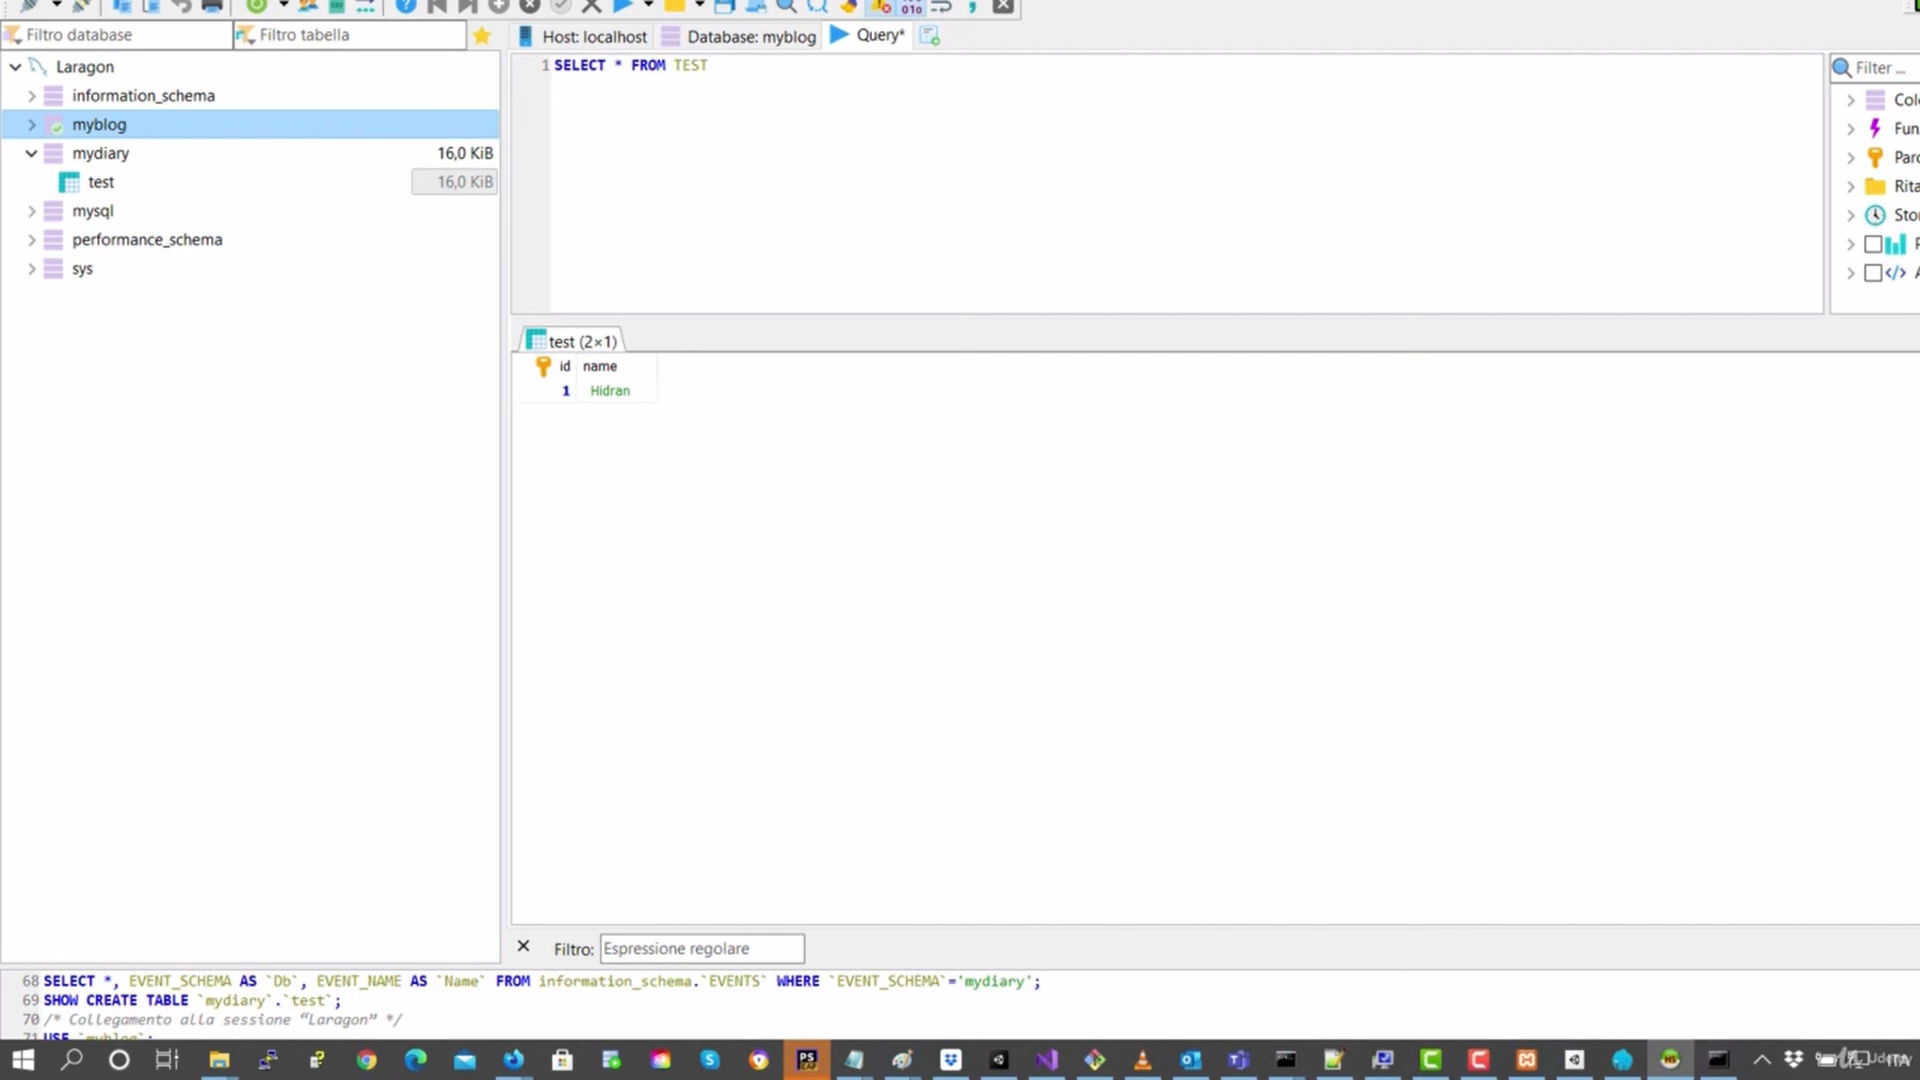 Filtro database
Filtro tabella
Host: localhost
Database: myblog
Query*
Laragon
information_schema
myblog
mydiary 16,0 KiB
test 16,0 KiB
mysql
performance_schema
sys
1 SELECT * FROM TEST
Filter ...
Col
Fun
Paro
Rita
Sto
test (2×1)
id name
1 Hidran
Filtro: Espressione regolare
68 SELECT *, EVENT_SCHEMA AS `Db`, EVENT_NAME AS `Name` FROM information_schema.`EVENTS` WHERE `EVENT_SCHEMA`='mydiary';
69 SHOW CREATE TABLE `mydiary`.`test`;
70 /* Collegamento alla sessione “Laragon” */
71 USE `myblog`;
ITA